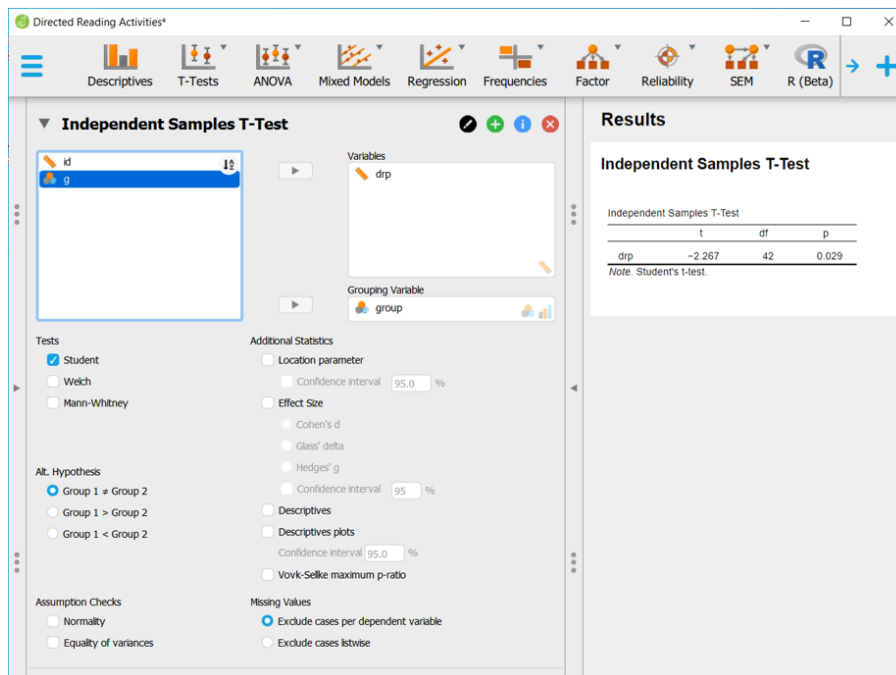 Directed Reading Activities*
Descriptives T-Tests ANOVA Mixed Models Regression Frequencies Factor Reliability SEM R (Beta)
Independent Samples T-Test
id
g
Variables
drp
Grouping Variable
group
Tests
Student
Welch
Mann-Whitney
Alt. Hypothesis
Group 1 ≠ Group 2
Group 1 > Group 2
Group 1 < Group 2
Assumption Checks
Normality
Equality of variances
Additional Statistics
Location parameter
Confidence interval 95.0 %
Effect Size
Cohen's d
Glass' delta
Hedges' g
Confidence interval 95 %
Descriptives
Descriptives plots
Confidence interval 95.0 %
Vovk-Sellke maximum p-ratio
Missing Values
Exclude cases per dependent variable
Exclude cases listwise
Results
Independent Samples T-Test
Independent Samples T-Test
t df p
drp −2.267 42 0.029
Note. Student's t-test.